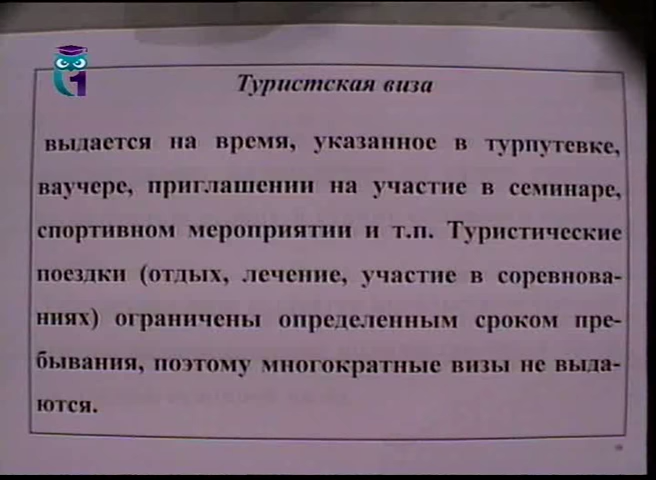 1
Туристская виза
выдается на время, указанное в турпутевке,
ваучере, приглашении на участие в семинаре,
спортивном мероприятии и т.п. Туристические
поездки (отдых, лечение, участие в соревнова-
ниях) ограничены определенным сроком пре-
бывания, поэтому многократные визы не выда-
ются.